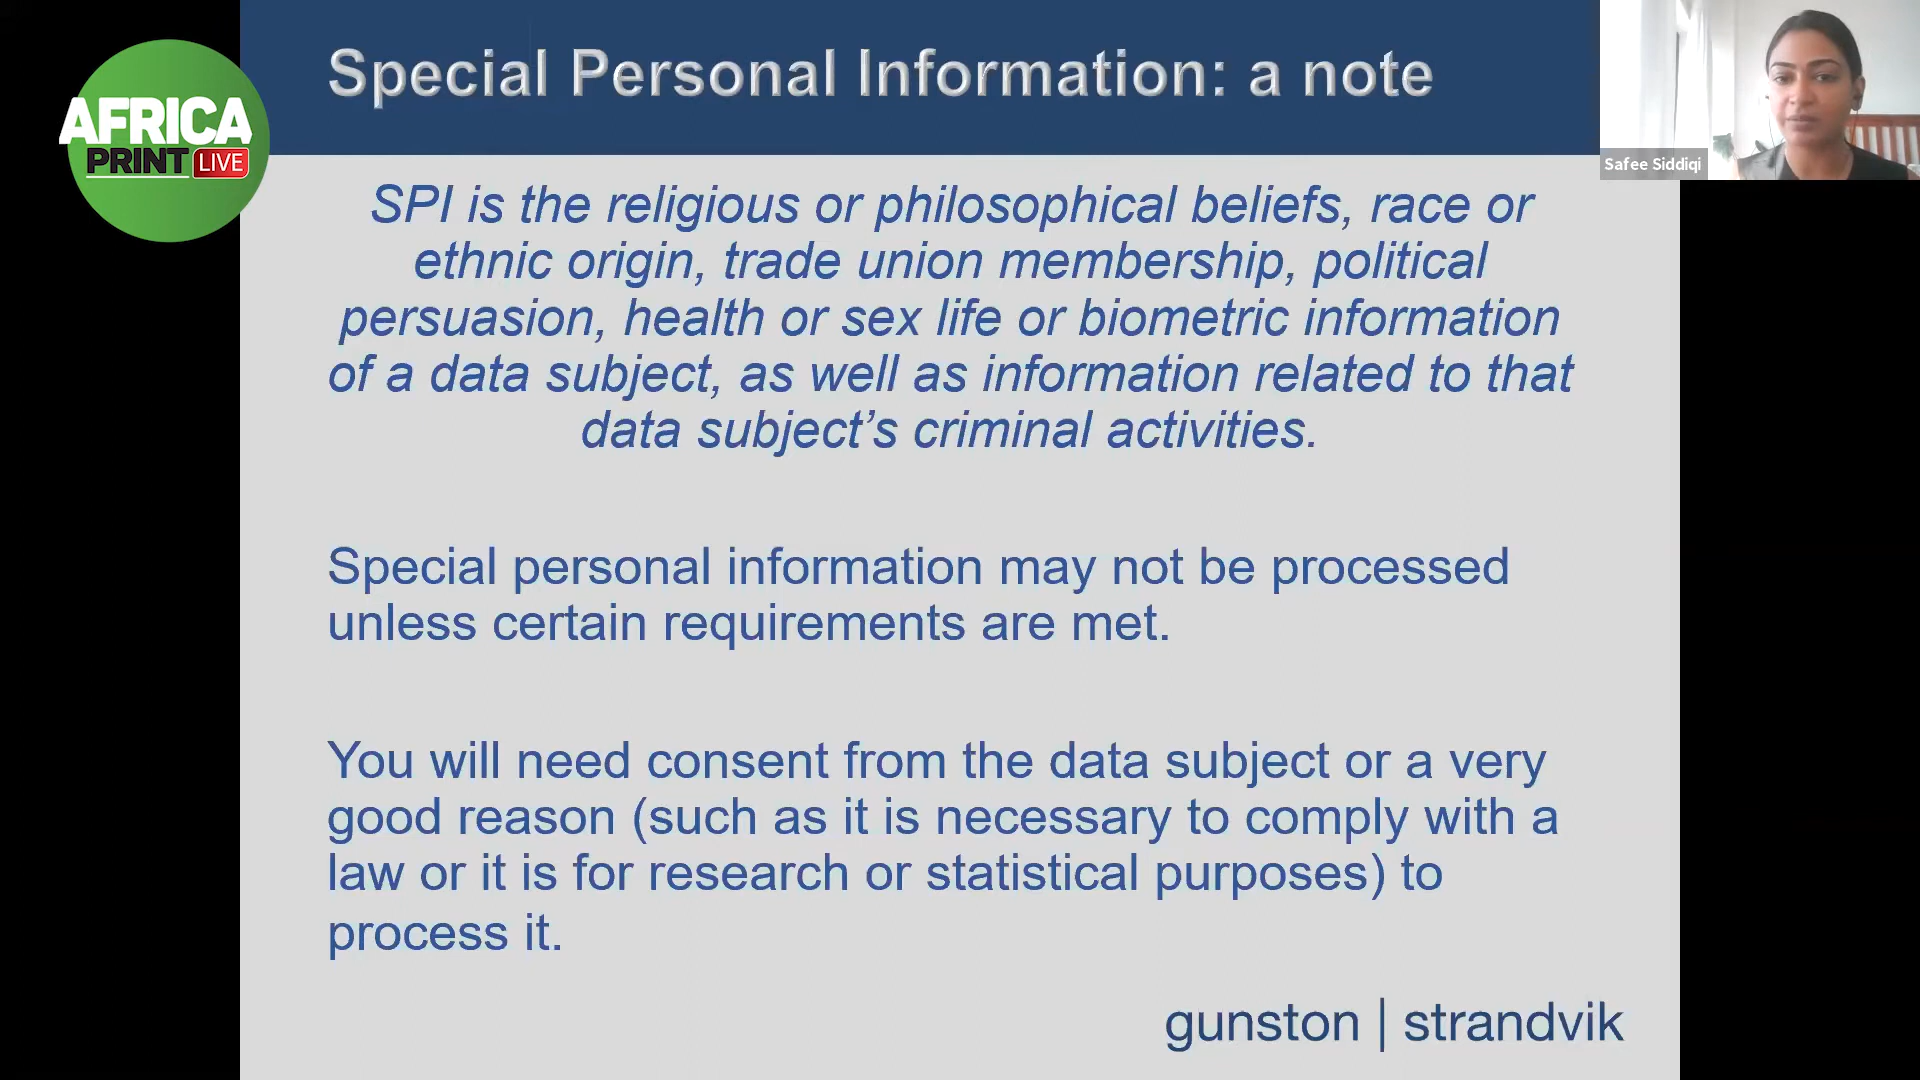 AFRICA
PRINT LIVE
Special Personal Information: a note
Safee Siddiqi
SPI is the religious or philosophical beliefs, race or
ethnic origin, trade union membership, political
persuasion, health or sex life or biometric information
of a data subject, as well as information related to that
data subject’s criminal activities.
Special personal information may not be processed
unless certain requirements are met.
You will need consent from the data subject or a very
good reason (such as it is necessary to comply with a
law or it is for research or statistical purposes) to
process it.
gunston | strandvik